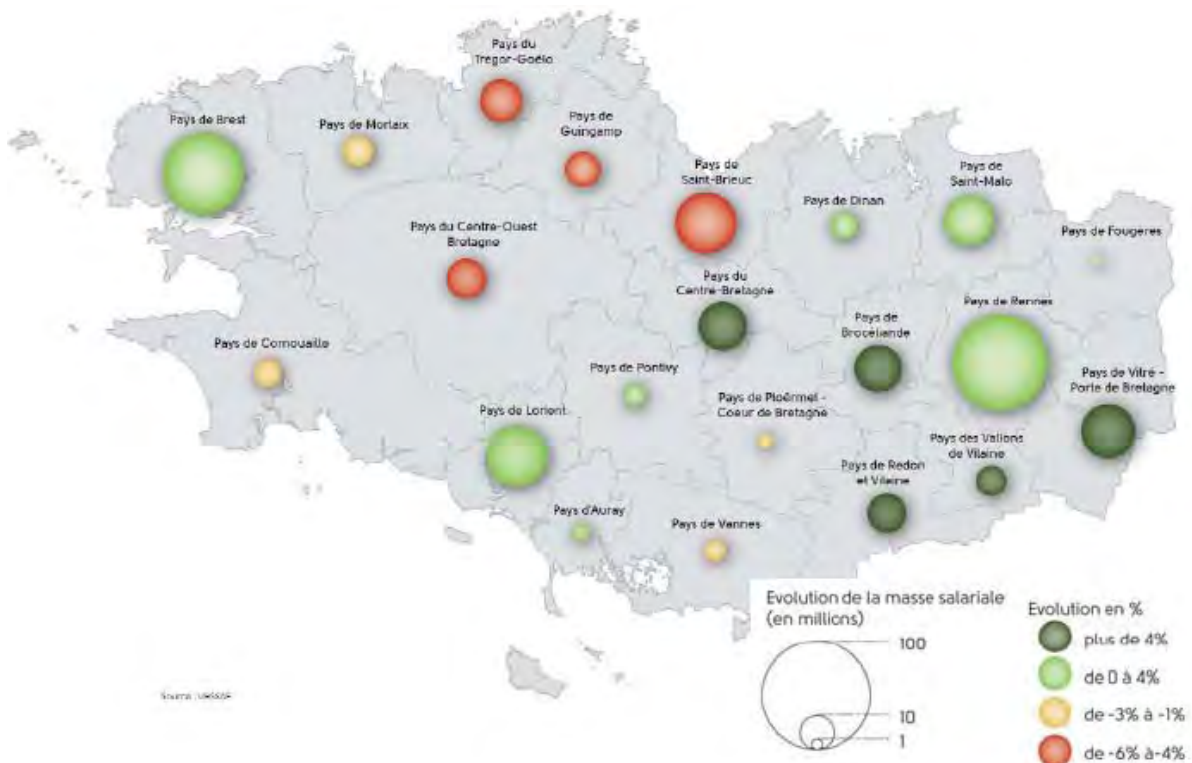 Pays du
Trégor-Goëlo
Pays de Brest
Pays de Morlaix
Pays de
Guingamp
Pays de
Saint-Brieuc
Pays de
Saint-Malo
Pays de Dinan
Pays du Centre-Ouest
Bretagne
Pays de Fougères
Pays du
Centre-Bretagne
Pays de Rennes
Pays de
Brocéliande
Pays de Cornouaille
Pays de Pontivy
Pays de Vitré -
Porte de Bretagne
Pays de Ploërmel -
Coeur de Bretagne
Pays de Lorient
Pays des Vallons
de Vilaine
Pays de Redon
et Vilaine
Pays d'Auray
Pays de Vannes
Evolution de la masse salariale
(en millions)
100
10
1
Evolution en %
plus de 4%
de 0 à 4%
de -3% à -1%
de -6% à -4%
Source : URSSAF